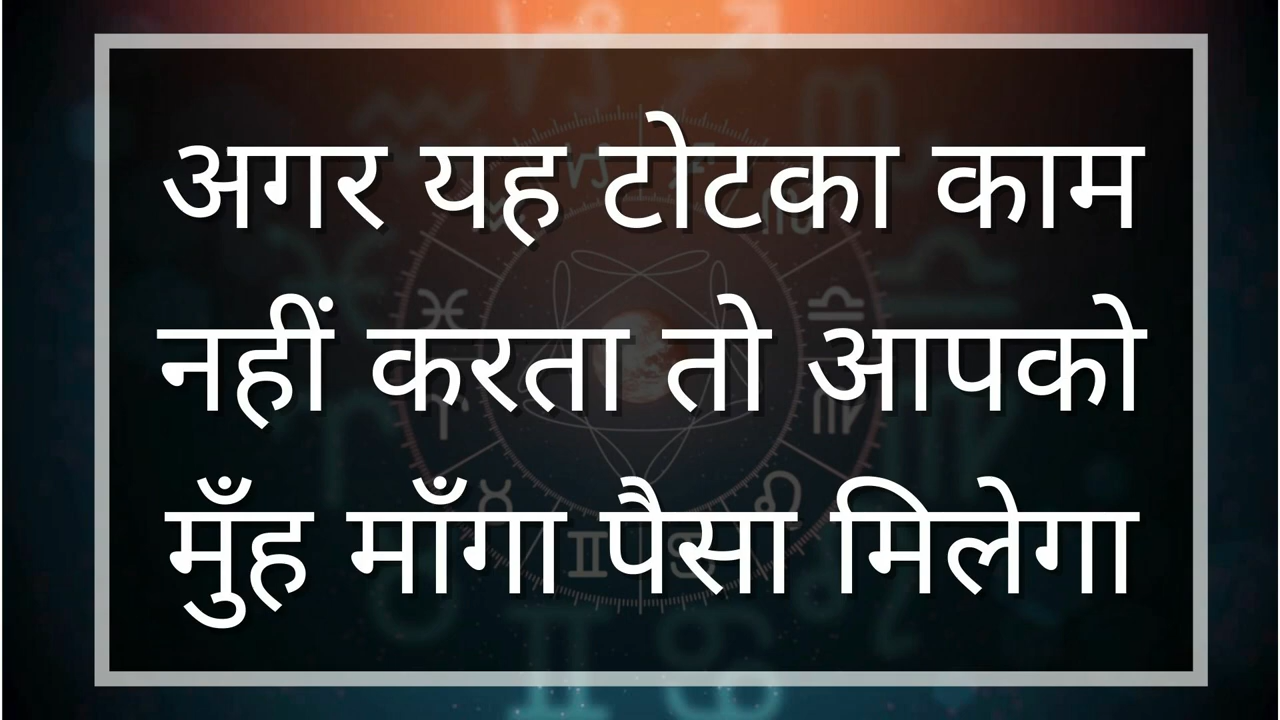 अगर यह टोटका काम
नहीं करता तो आपको
मुँह माँगा पैसा मिलेगा